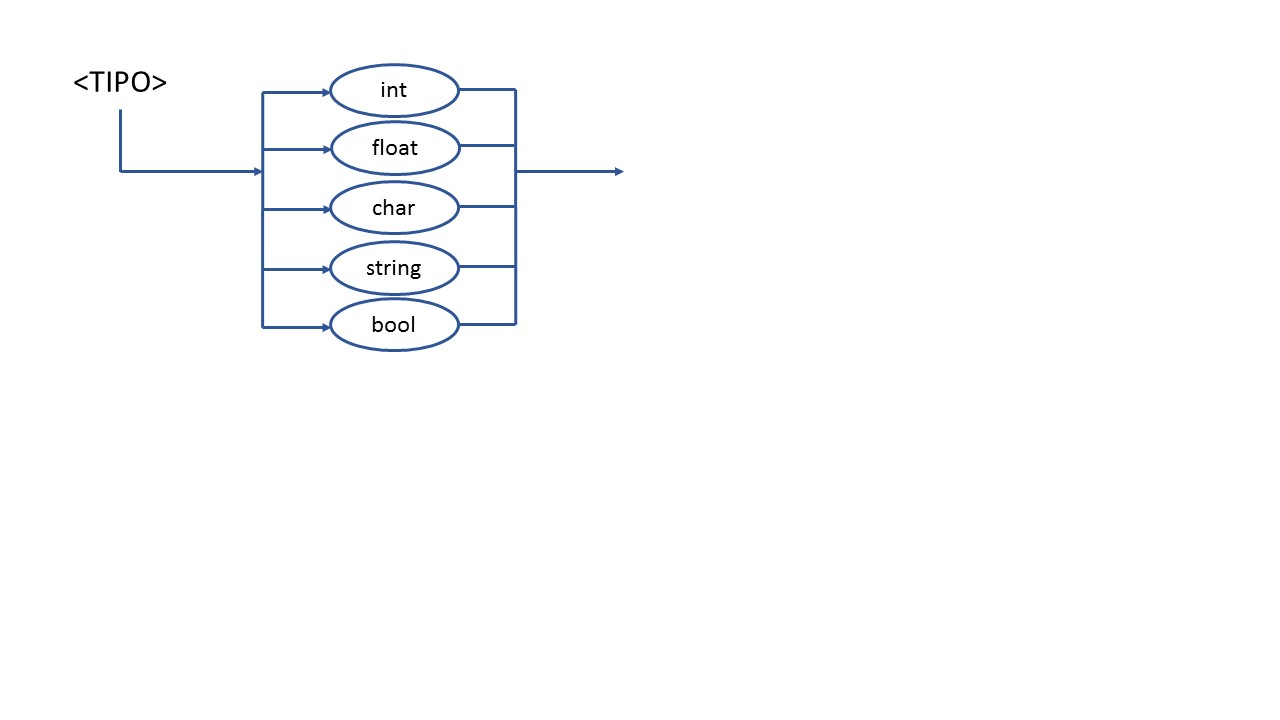 <TIPO>
int
float
char
string
bool